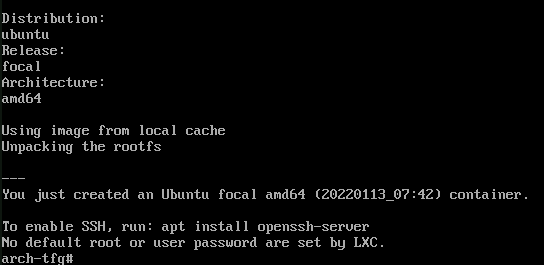 Distribution:
ubuntu
Release:
focal
Architecture:
amd64
Using image from local cache
Unpacking the rootfs
---
You just created an Ubuntu focal amd64 (20220113_07:42) container.
To enable SSH, run: apt install openssh-server
No default root or user password are set by LXC.
arch-tfg#